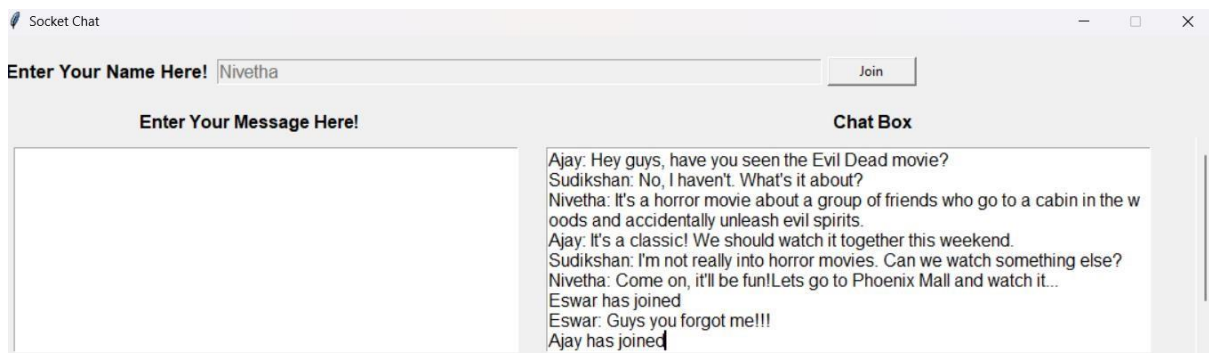 Socket Chat
Enter Your Name Here! Nivetha Join
Enter Your Message Here!
Chat Box
Ajay: Hey guys, have you seen the Evil Dead movie?
Sudikshan: No, I haven't. What's it about?
Nivetha: It's a horror movie about a group of friends who go to a cabin in the w
oods and accidentally unleash evil spirits.
Ajay: It's a classic! We should watch it together this weekend.
Sudikshan: I'm not really into horror movies. Can we watch something else?
Nivetha: Come on, it'll be fun!Lets go to Phoenix Mall and watch it...
Eswar has joined
Eswar: Guys you forgot me!!!
Ajay has joined